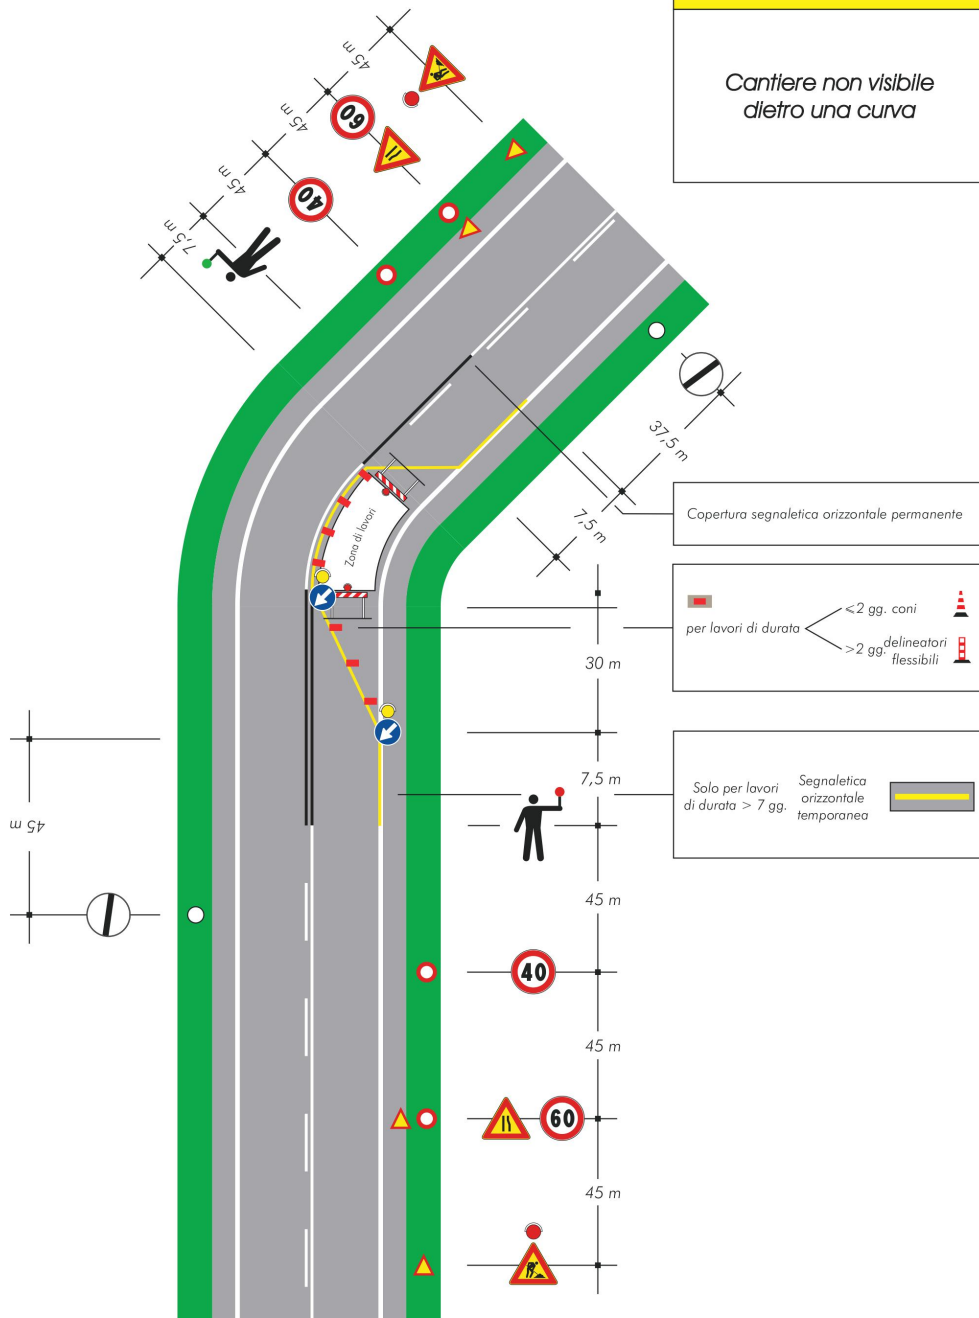 Cantiere non visibile
dietro una curva
45 m
45 m
45 m
7,5 m
60
40
37,5 m
7,5 m
Copertura segnaletica orizzontale permanente
Zona di lavori
per lavori di durata
<2 gg. coni
>2 gg. delineatori
flessibili
30 m
7,5 m
Solo per lavori
di durata > 7 gg.
Segnaletica
orizzontale
temporanea
45 m
45 m
40
45 m
60
45 m